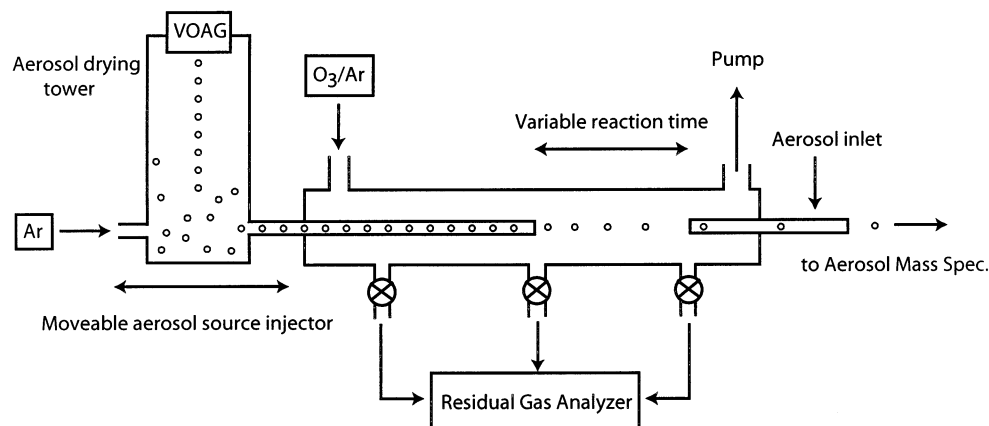 VOAG
Aerosol drying
tower
O3/Ar
Pump
Variable reaction time
Aerosol inlet
Ar
to Aerosol Mass Spec.
Moveable aerosol source injector
Residual Gas Analyzer